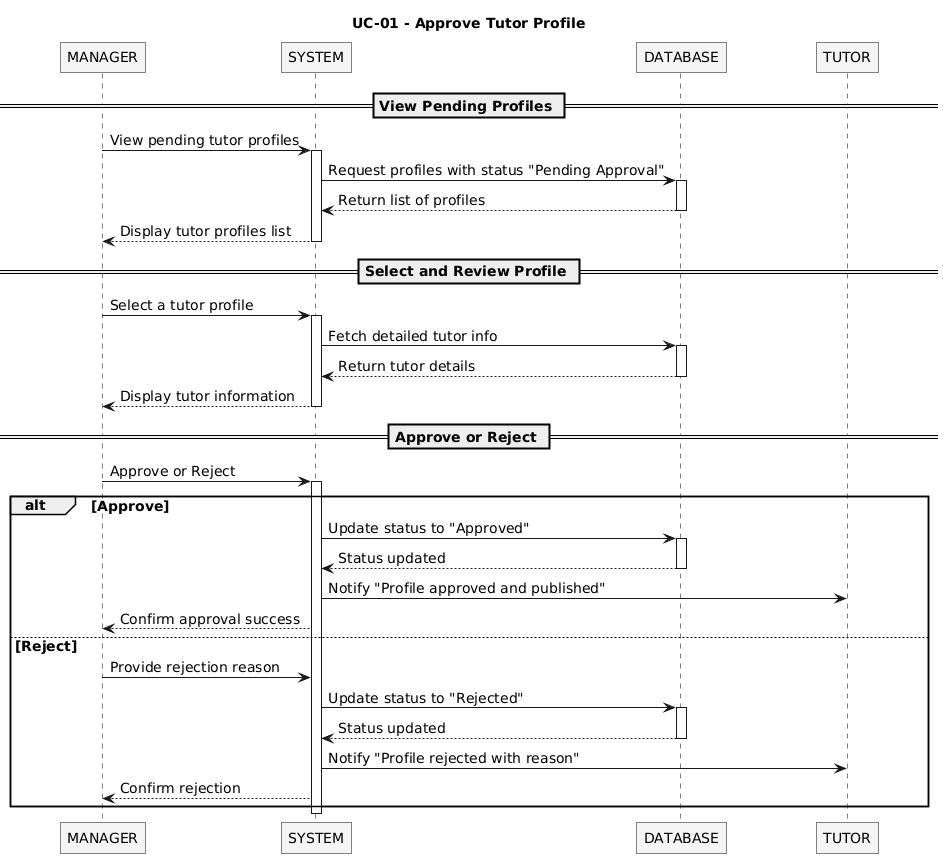 UC-01 - Approve Tutor Profile
MANAGER
SYSTEM
DATABASE
TUTOR
View Pending Profiles
View pending tutor profiles
Request profiles with status "Pending Approval"
Return list of profiles
Display tutor profiles list
Select and Review Profile
Select a tutor profile
Fetch detailed tutor info
Return tutor details
Display tutor information
Approve or Reject
Approve or Reject
alt
[Approve]
Update status to "Approved"
Status updated
Notify "Profile approved and published"
Confirm approval success
[Reject]
Provide rejection reason
Update status to "Rejected"
Status updated
Notify "Profile rejected with reason"
Confirm rejection
MANAGER
SYSTEM
DATABASE
TUTOR